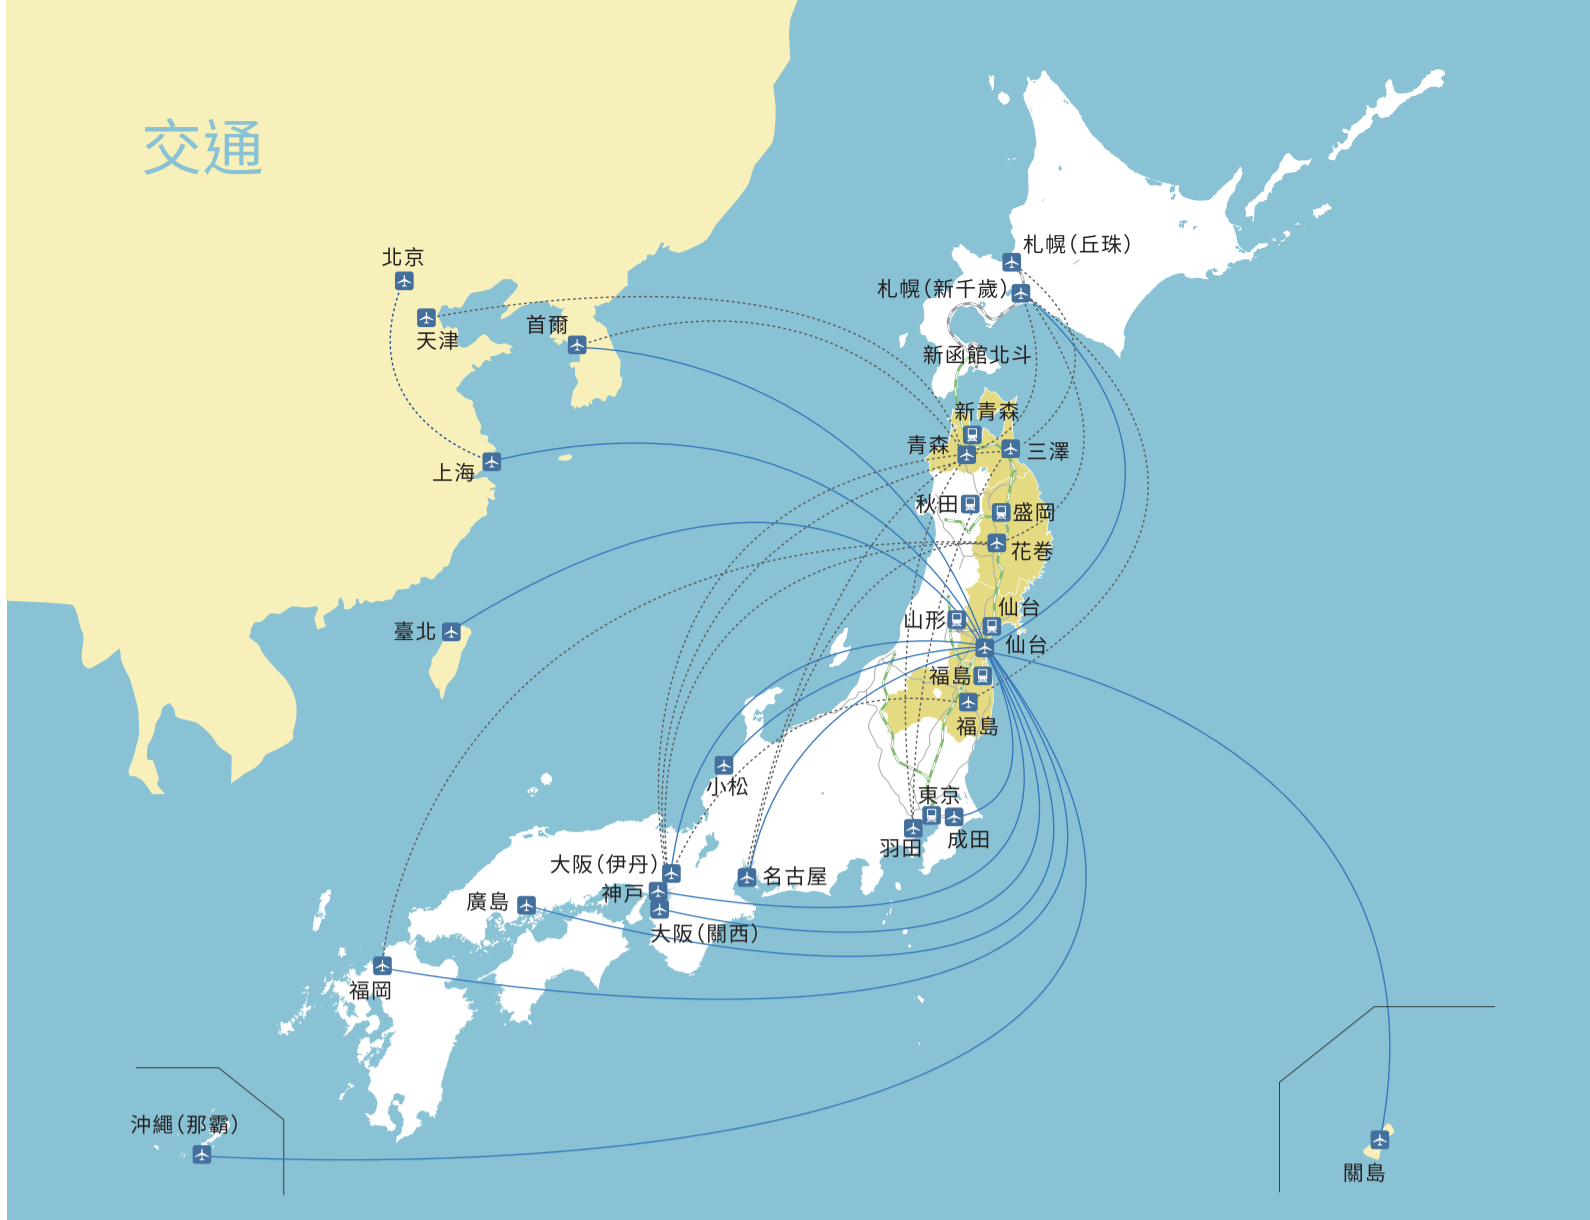 交通
北京
天津
首爾
上海
臺北
札幌（丘珠）
札幌（新千歲）
新函館北斗
新青森
青森
三澤
秋田
盛岡
花卷
仙台
山形
仙台
福島
福島
小松
東京
羽田
成田
大阪（伊丹）
神戸
名古屋
廣島
大阪（關西）
福岡
沖繩（那霸）
關島